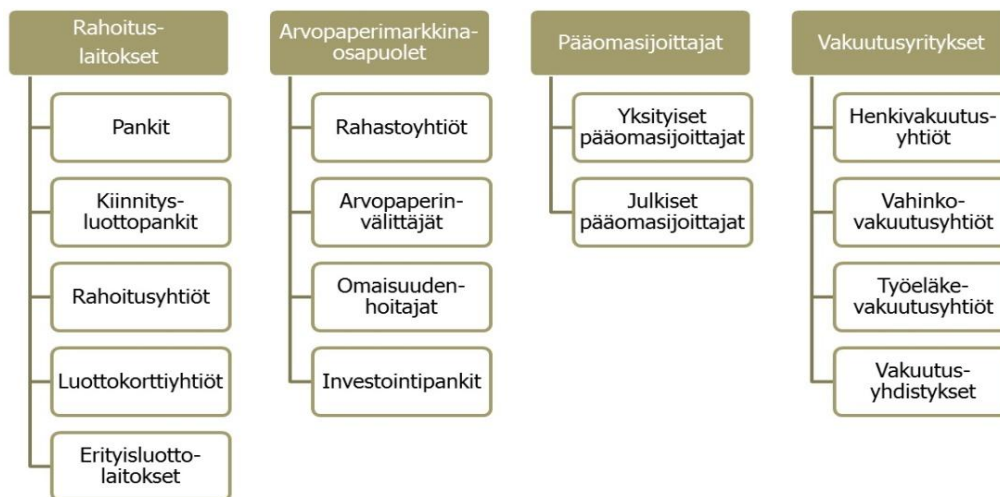 Rahoitus-
laitokset
Pankit
Kiinnitys-
luottopankit
Rahoitusyhtiöt
Luottokorttiyhtiöt
Erityisluotto-
laitokset
Arvopaperimarkkina-
osapuolet
Rahastoyhtiöt
Arvopaperin-
välittäjät
Omaisuuden-
hoitajat
Investointipankit
Pääomasijoittajat
Yksityiset
pääomasijoittajat
Julkiset
pääomasijoittajat
Vakuutusyritykset
Henkivakuutus-
yhtiöt
Vahinko-
vakuutusyhtiöt
Työeläke-
vakuutusyhtiöt
Vakuutus-
yhdistykset